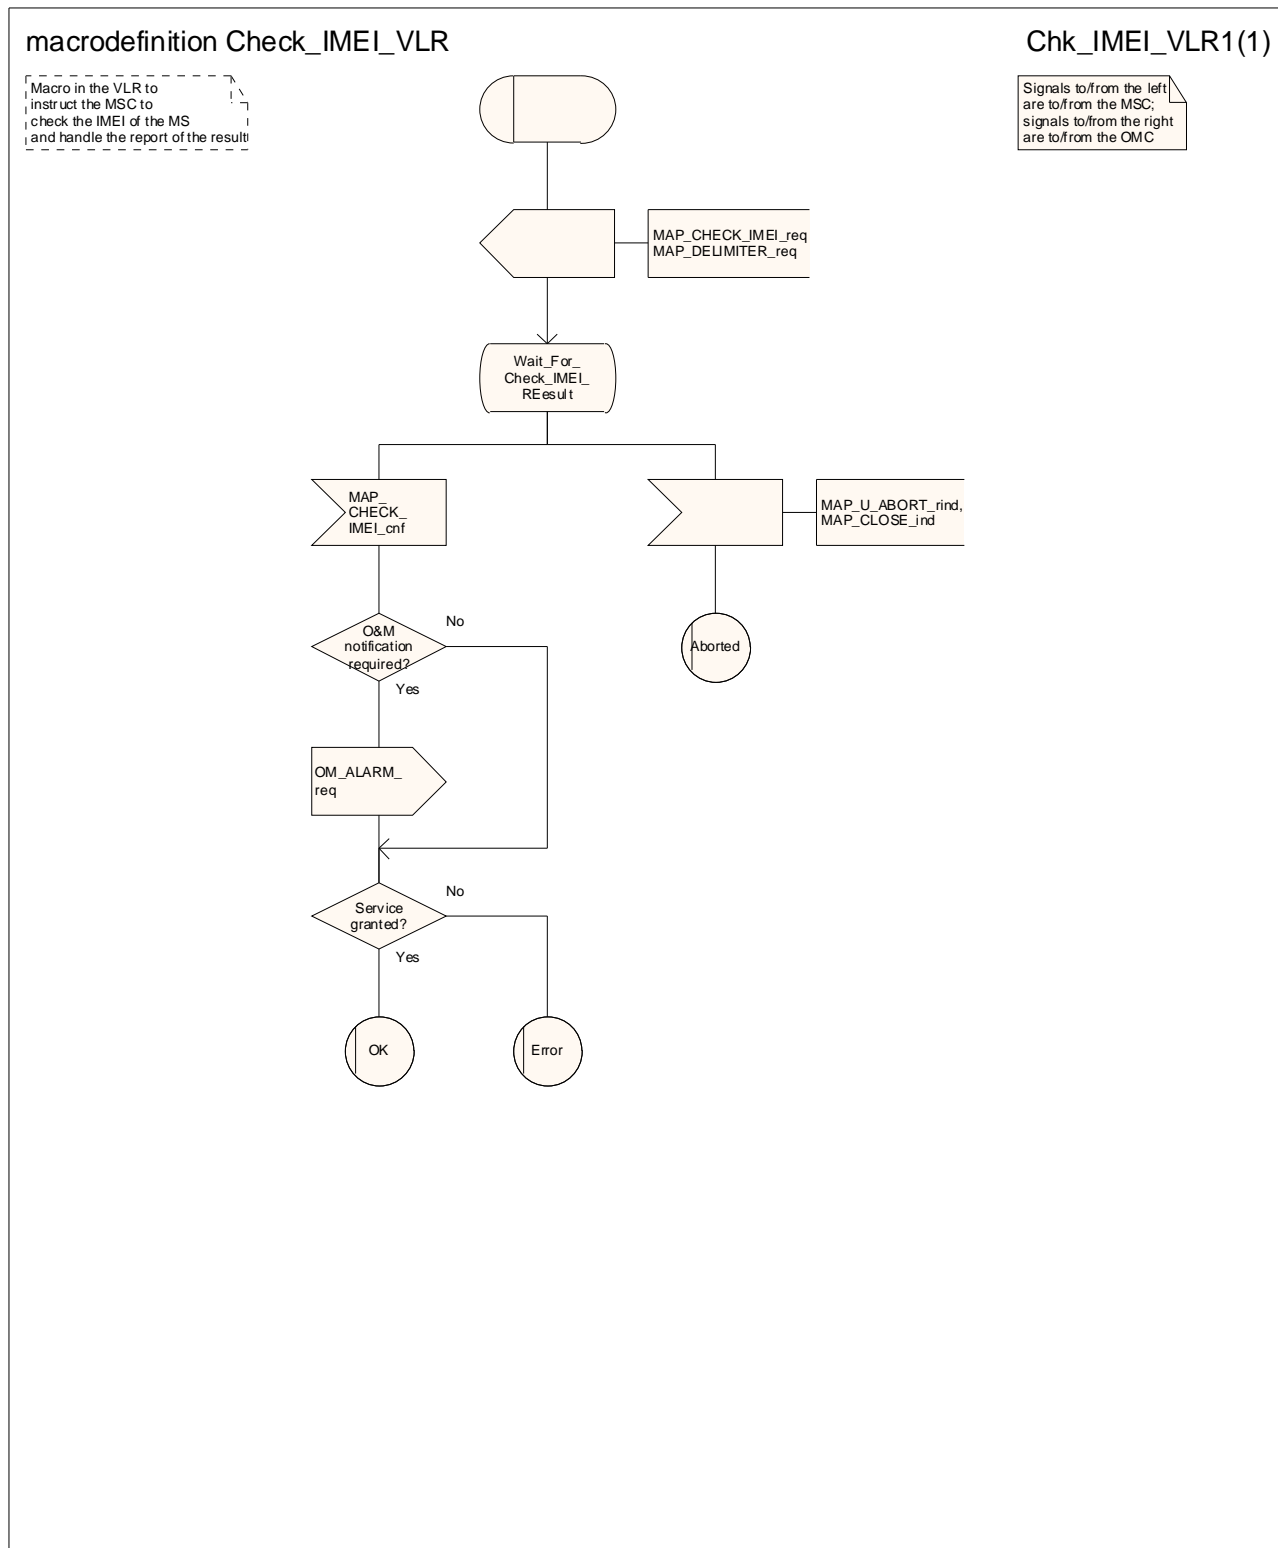 macrodefinition Check_IMEI_VLR
Chk_IMEI_VLR1(1)
Macro in the VLR to
instruct the MSC to
check the IMEI of the MS
and handle the report of the result
Signals to/from the left
are to/from the MSC;
signals to/from the right
are to/from the OMC
MAP_CHECK_IMEI_req
MAP_DELIMITER_req
Wait_For_
Check_IMEI_
REesult
MAP_
CHECK_
IMEI_cnf
MAP_U_ABORT_rind,
MAP_CLOSE_ind
O&M
notification
required?
No
Yes
Aborted
OM_ALARM_
req
Service
granted?
No
Yes
OK
Error